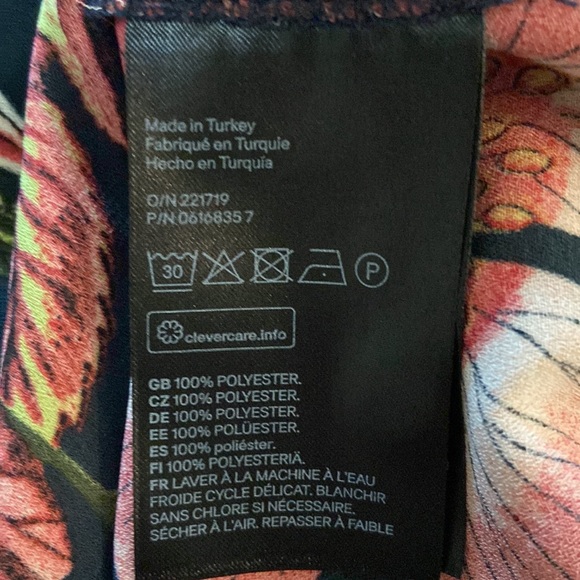 Made in Turkey
Fabriqué en Turquie
Hecho en Turquía
O/N 221719
P/N 0616835 7
30 P
clevercare.info
GB 100% POLYESTER.
CZ 100% POLYESTER.
DE 100% POLYESTER.
EE 100% POLÜESTER.
ES 100% poliéster.
FI 100% POLYESTERIÄ.
FR LAVER À LA MACHINE À L'EAU
FROIDE CYCLE DÉLICAT. BLANCHIR
SANS CHLORE SI NÉCESSAIRE.
SÉCHER À L'AIR. REPASSER À FAIBLE